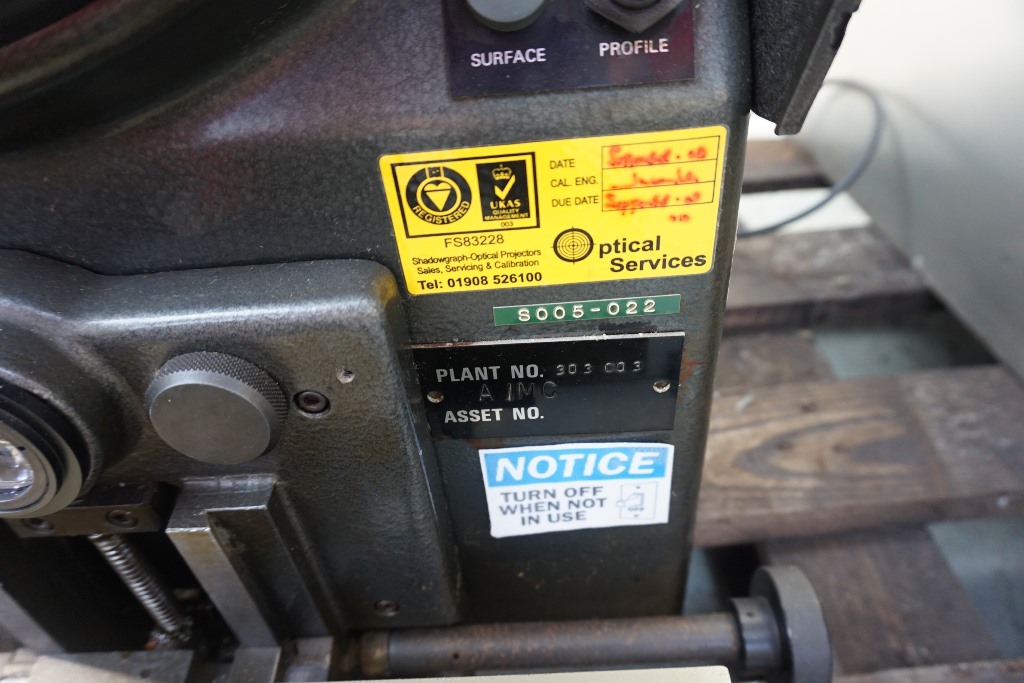 SURFACE
PROFILE
REGISTERED
UKAS
QUALITY
MANAGEMENT
003
FS83228
Shadowgraph-Optical Projectors
Sales, Servicing & Calibration
Tel: 01908 526100
DATE
CAL. ENG.
DUE DATE
Optical
Services
S005-022
PLANT NO. 303 003
A IMC
ASSET NO.
NOTICE
TURN OFF
WHEN NOT
IN USE